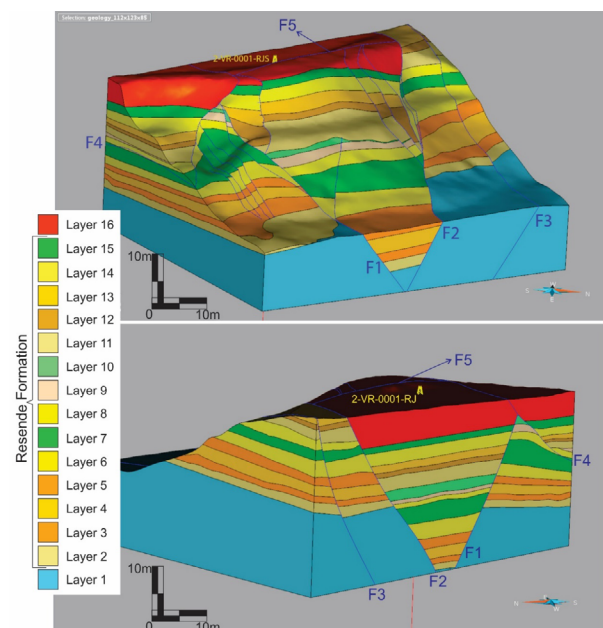 Selection: geology_112x123x85
F5
2-VR-0001-RJS
F4
F2
F3
F1
10m
0 10m
Layer 16
Layer 15
Layer 14
Layer 13
Layer 12
Layer 11
Layer 10
Layer 9
Layer 8
Layer 7
Layer 6
Layer 5
Layer 4
Layer 3
Layer 2
Layer 1
Resende Formation
F5
2-VR-0001-RJ
F4
F1
F2
F3
10m
0 10m